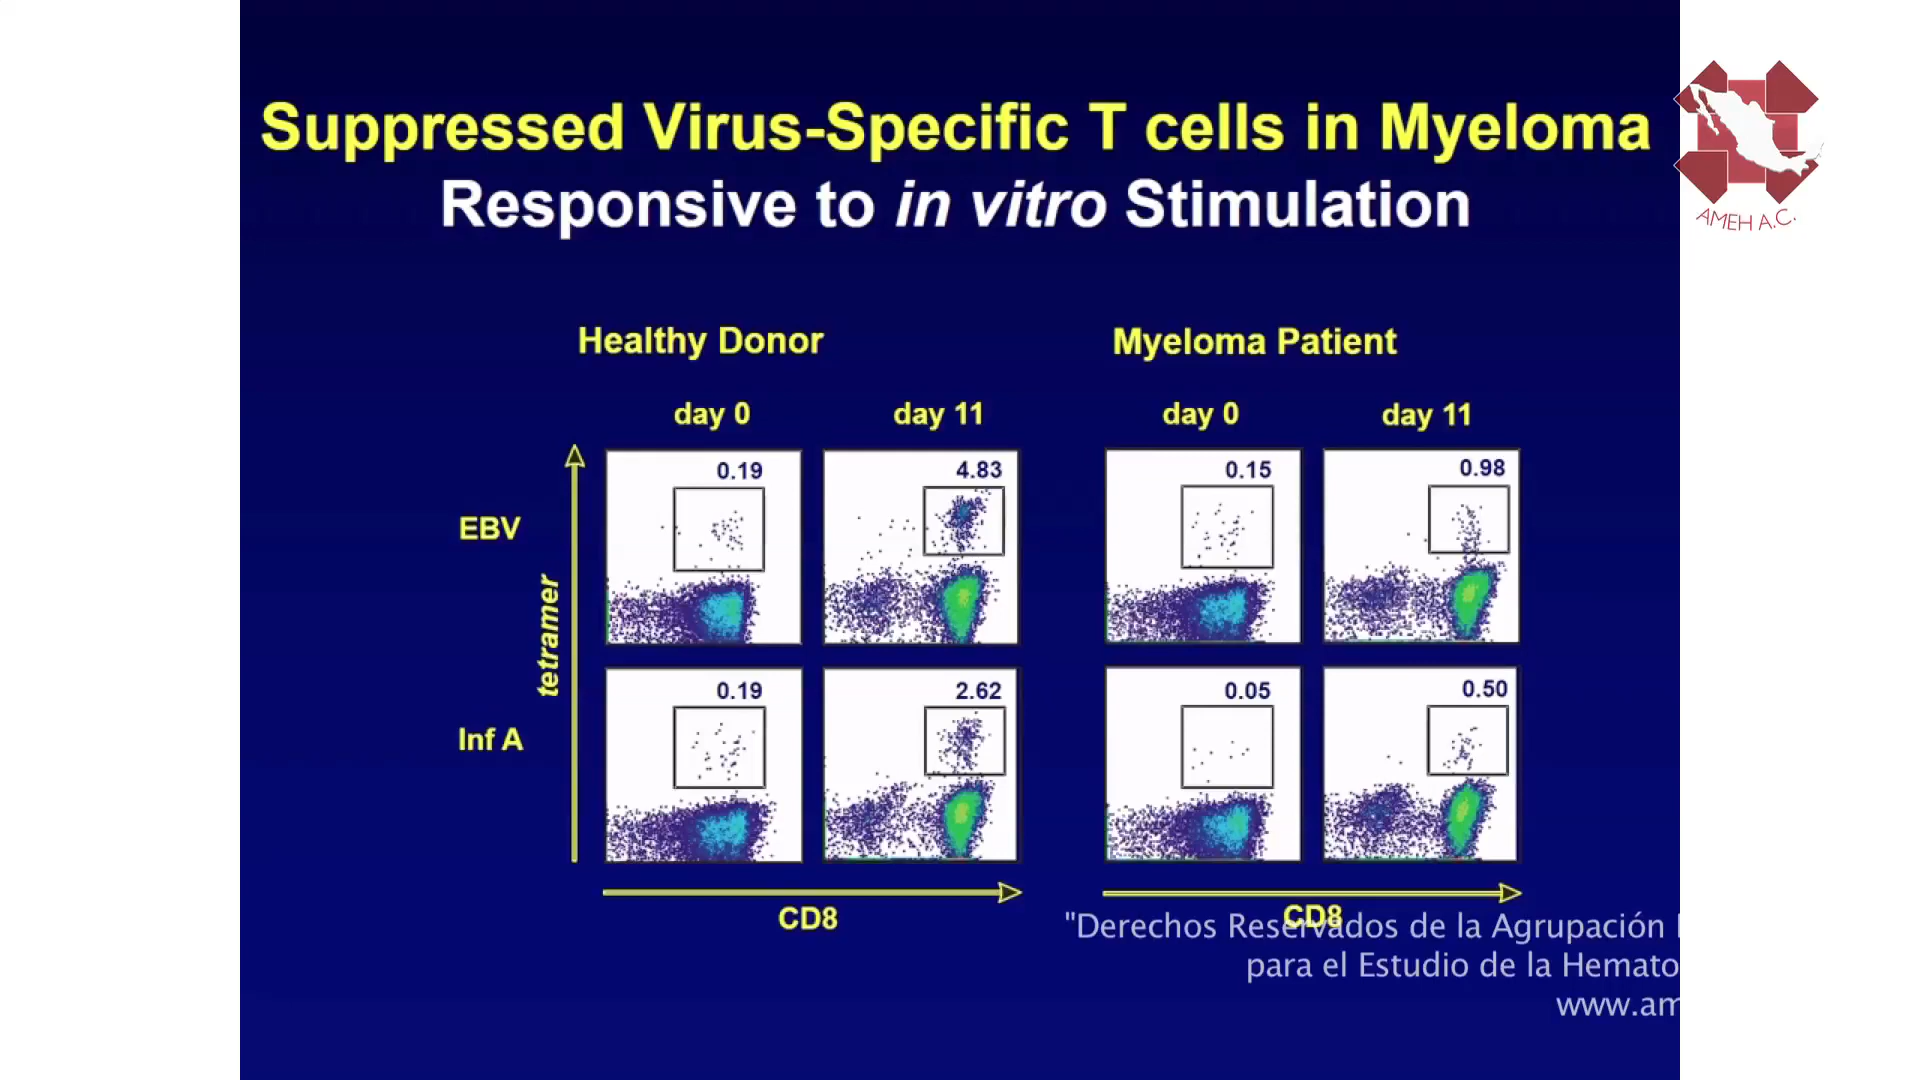 Suppressed Virus-Specific T cells in Myeloma
Responsive to in vitro Stimulation
AMEH A.C.
Healthy Donor
Myeloma Patient
day 0
day 11
day 0
day 11
EBV
0.19
4.83
0.15
0.98
tetramer
Inf A
0.19
2.62
0.05
0.50
CD8
CD8
"Derechos Reservados de la Agrupación
para el Estudio de la Hemato
www.am